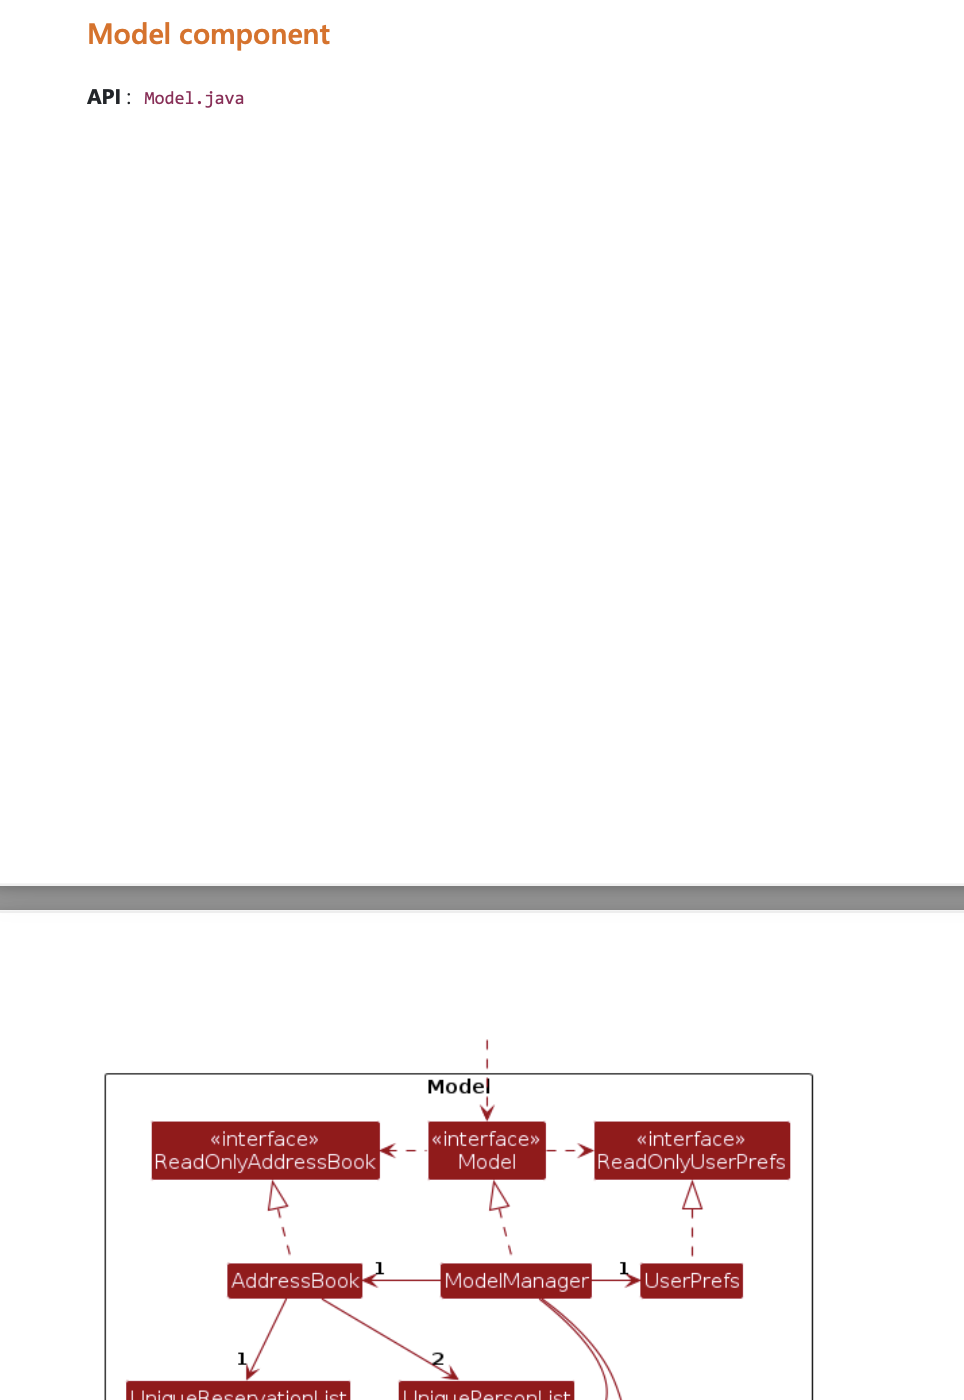 Model component
API : Model.java
Model
«interface»
ReadOnlyAddressBook
«interface»
Model
«interface»
ReadOnlyUserPrefs
AddressBook
1
ModelManager
1
UserPrefs
1
2
UniqueReservationList
UniquePersonList